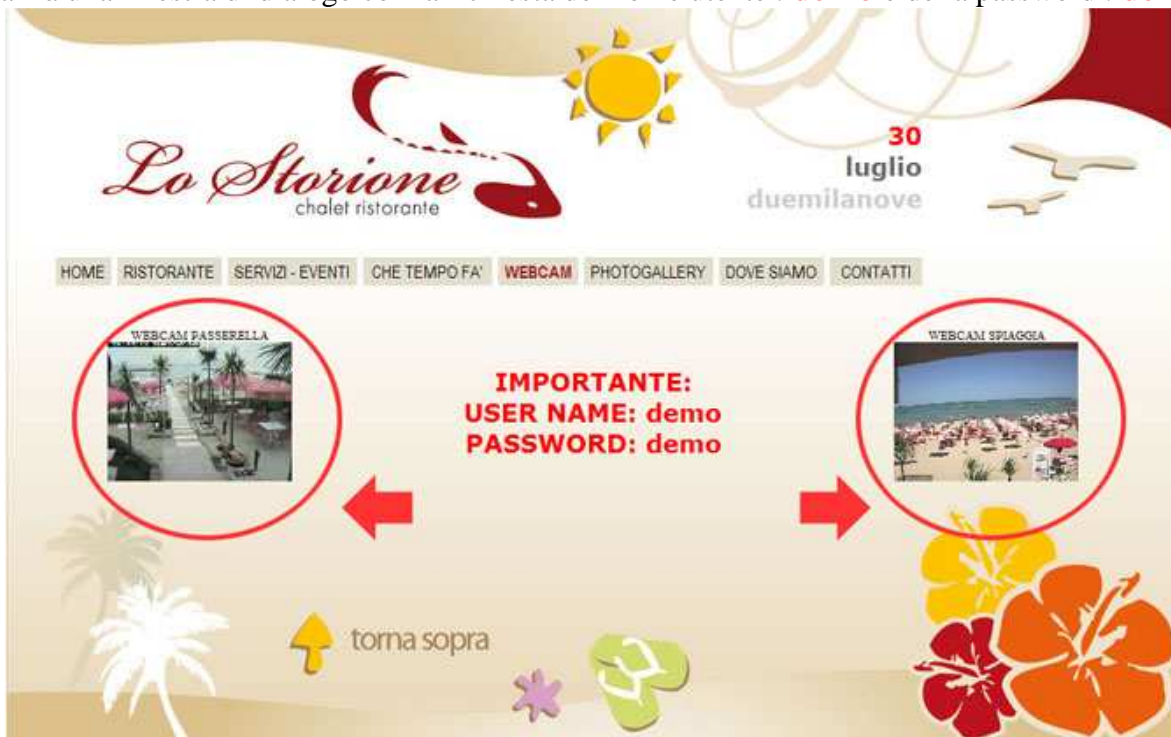 Lo Storione
chalet ristorante
30
luglio
duemilanove
HOME RISTORANTE SERVIZI - EVENTI CHE TEMPO FA' WEBCAM PHOTOGALLERY DOVE SIAMO CONTATTI
WEBCAM PASSERELLA
WEBCAM SPIAGGIA
IMPORTANTE:
USER NAME: demo
PASSWORD: demo
torna sopra